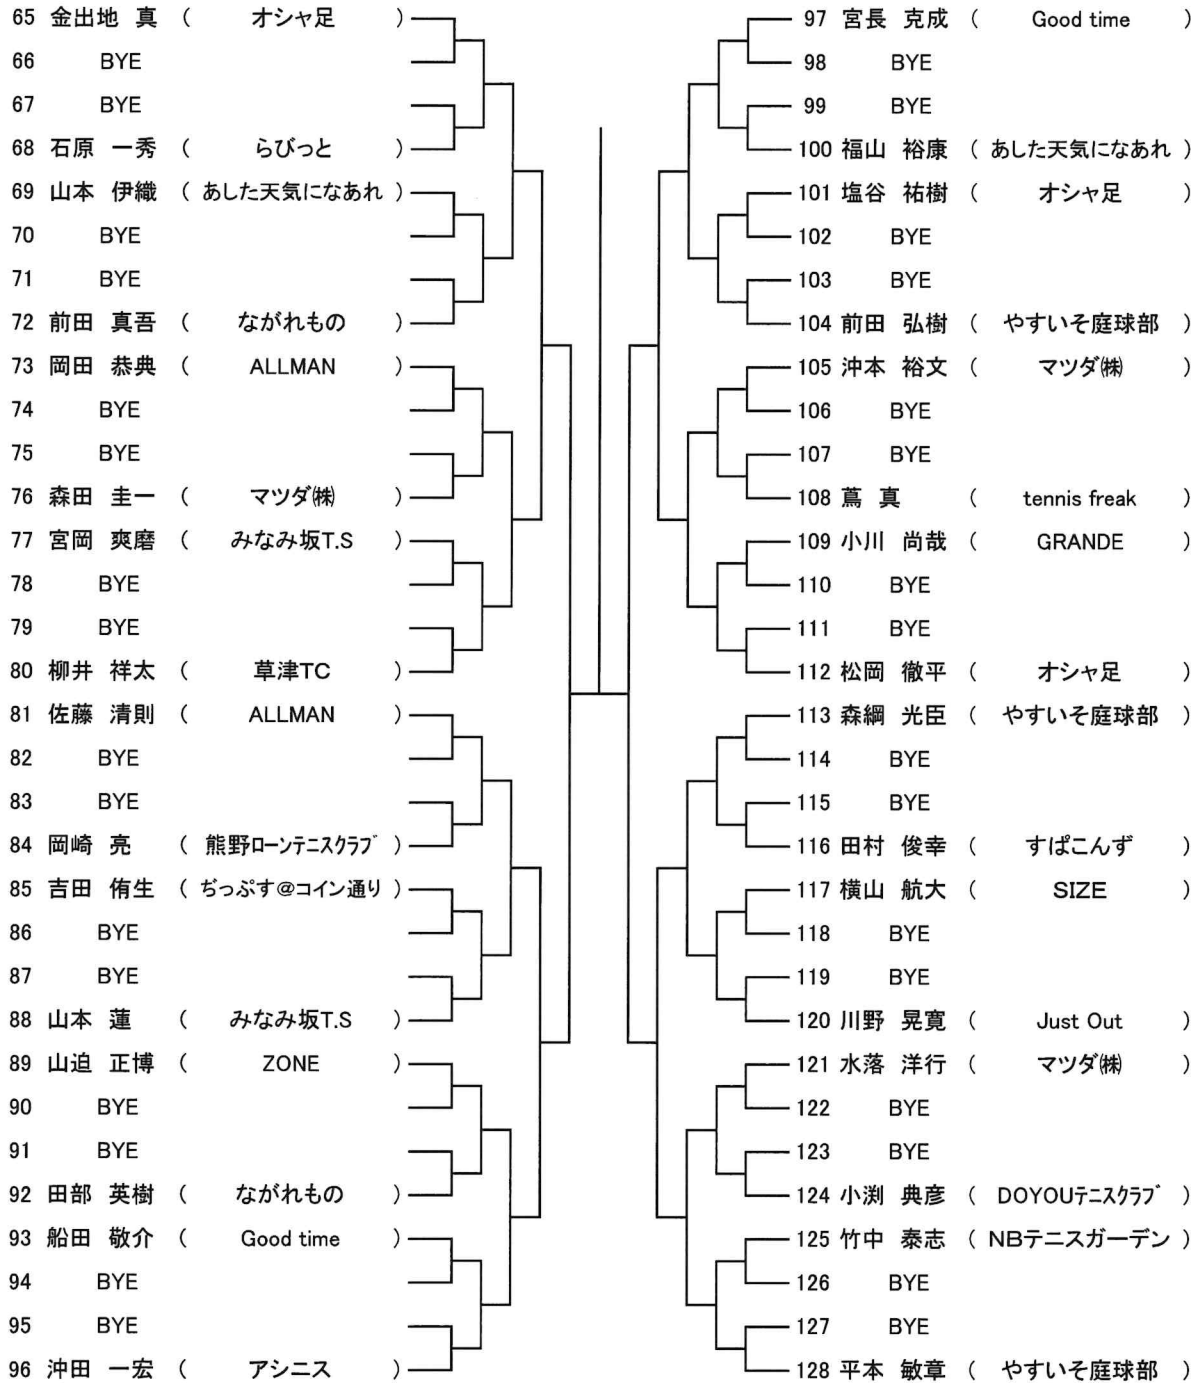 65 金出地 真 ( オシャ足 )
66 BYE
67 BYE
68 石原 一秀 ( らびっと )
69 山本 伊織 ( あした天気になあれ )
70 BYE
71 BYE
72 前田 真吾 ( ながれもの )
73 岡田 恭典 ( ALLMAN )
74 BYE
75 BYE
76 森田 圭一 ( マツダ㈱ )
77 宮岡 爽磨 ( みなみ坂T.S )
78 BYE
79 BYE
80 柳井 祥太 ( 草津TC )
81 佐藤 清則 ( ALLMAN )
82 BYE
83 BYE
84 岡崎 亮 ( 熊野ローンテニスクラブ )
85 吉田 侑生 ( ぢっぷす@コイン通り )
86 BYE
87 BYE
88 山本 蓮 ( みなみ坂T.S )
89 山迫 正博 ( ZONE )
90 BYE
91 BYE
92 田部 英樹 ( ながれもの )
93 船田 敬介 ( Good time )
94 BYE
95 BYE
96 沖田 一宏 ( アシニス )
97 宮長 克成 ( Good time )
98 BYE
99 BYE
100 福山 裕康 ( あした天気になあれ )
101 塩谷 祐樹 ( オシャ足 )
102 BYE
103 BYE
104 前田 弘樹 ( やすいそ庭球部 )
105 沖本 裕文 ( マツダ㈱ )
106 BYE
107 BYE
108 蔦 真 ( tennis freak )
109 小川 尚哉 ( GRANDE )
110 BYE
111 BYE
112 松岡 徹平 ( オシャ足 )
113 森綱 光臣 ( やすいそ庭球部 )
114 BYE
115 BYE
116 田村 俊幸 ( すぱこんず )
117 横山 航大 ( SIZE )
118 BYE
119 BYE
120 川野 晃寛 ( Just Out )
121 水落 洋行 ( マツダ㈱ )
122 BYE
123 BYE
124 小渕 典彦 ( DOYOUテニスクラブ )
125 竹中 泰志 ( NBテニスガーデン )
126 BYE
127 BYE
128 平本 敏章 ( やすいそ庭球部 )